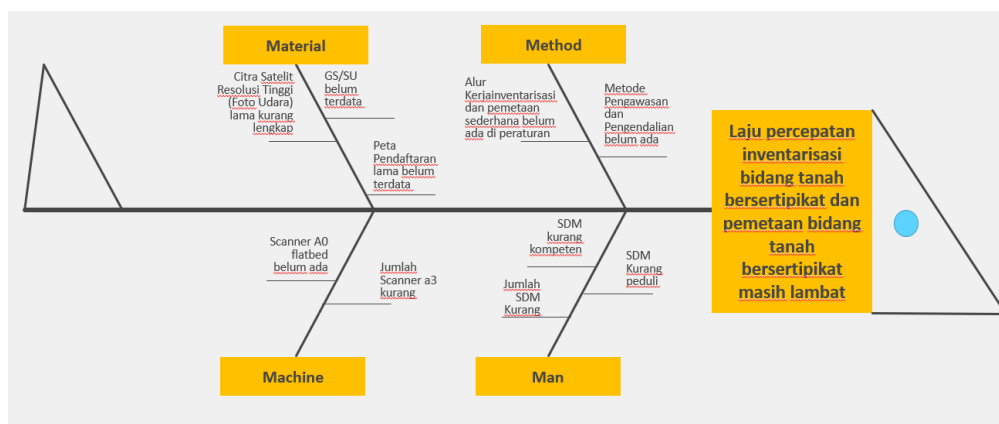 Material
Method
Citra Satelit
Resolusi Tinggi
(Foto Udara)
lama kurang
lengkap
GS/SU
belum
terdata
Peta
Pendaftaran
lama belum
terdata
Alur
Kerjainventarisasi
dan pemetaan
sederhana belum
ada di peraturan
Metode
Pengawasan
dan
Pengendalian
belum ada
Laju percepatan
inventarisasi
bidang tanah
bersertipikat dan
pemetaan bidang
tanah
bersertipikat
masih lambat
Scanner A0
flatbed
belum ada
Jumlah
Scanner a3
kurang
SDM
kurang
kompeten
Jumlah
SDM
Kurang
SDM
Kurang
peduli
Machine
Man